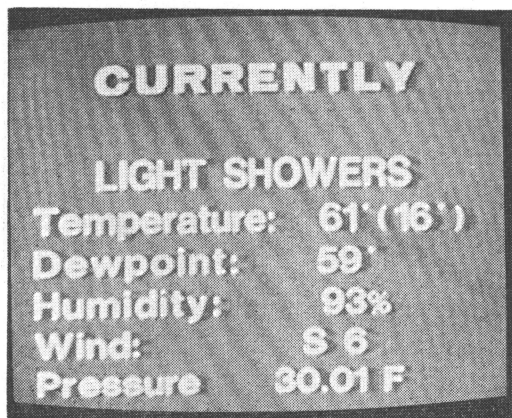 CURRENTLY
LIGHT SHOWERS
Temperature: 61°(16°)
Dewpoint: 59°
Humidity: 93%
Wind: S 6
Pressure 30.01 F